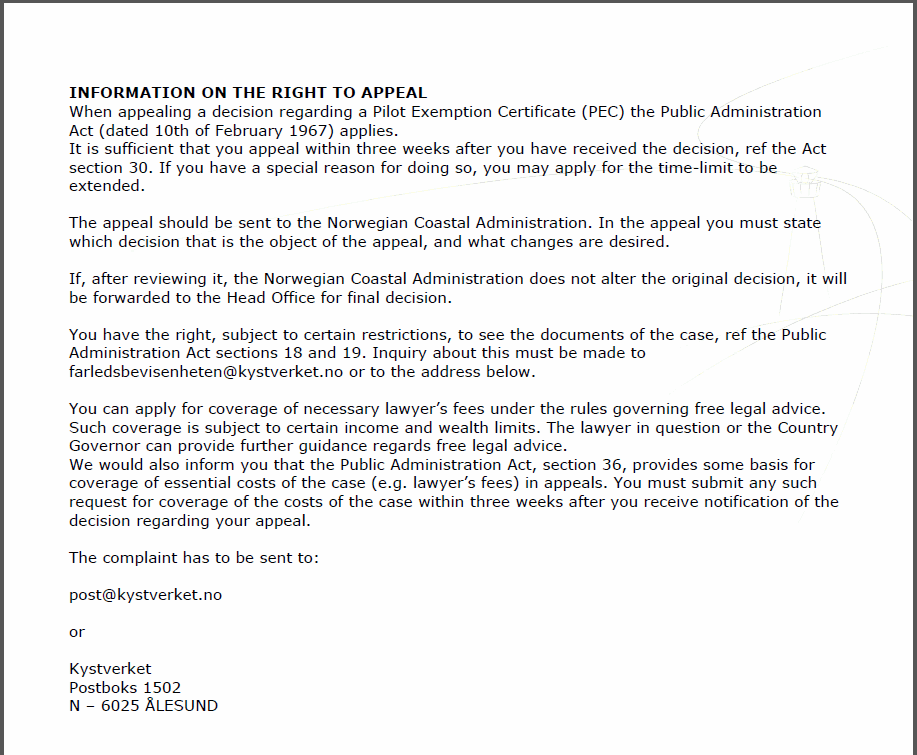 INFORMATION ON THE RIGHT TO APPEAL
When appealing a decision regarding a Pilot Exemption Certificate (PEC) the Public Administration
Act (dated 10th of February 1967) applies.
It is sufficient that you appeal within three weeks after you have received the decision, ref the Act
section 30. If you have a special reason for doing so, you may apply for the time-limit to be
extended.
The appeal should be sent to the Norwegian Coastal Administration. In the appeal you must state
which decision that is the object of the appeal, and what changes are desired.
If, after reviewing it, the Norwegian Coastal Administration does not alter the original decision, it will
be forwarded to the Head Office for final decision.
You have the right, subject to certain restrictions, to see the documents of the case, ref the Public
Administration Act sections 18 and 19. Inquiry about this must be made to
farledsbevisenheten@kystverket.no or to the address below.
You can apply for coverage of necessary lawyer’s fees under the rules governing free legal advice.
Such coverage is subject to certain income and wealth limits. The lawyer in question or the Country
Governor can provide further guidance regards free legal advice.
We would also inform you that the Public Administration Act, section 36, provides some basis for
coverage of essential costs of the case (e.g. lawyer’s fees) in appeals. You must submit any such
request for coverage of the costs of the case within three weeks after you receive notification of the
decision regarding your appeal.
The complaint has to be sent to:
post@kystverket.no
or
Kystverket
Postboks 1502
N – 6025 ÅLESUND